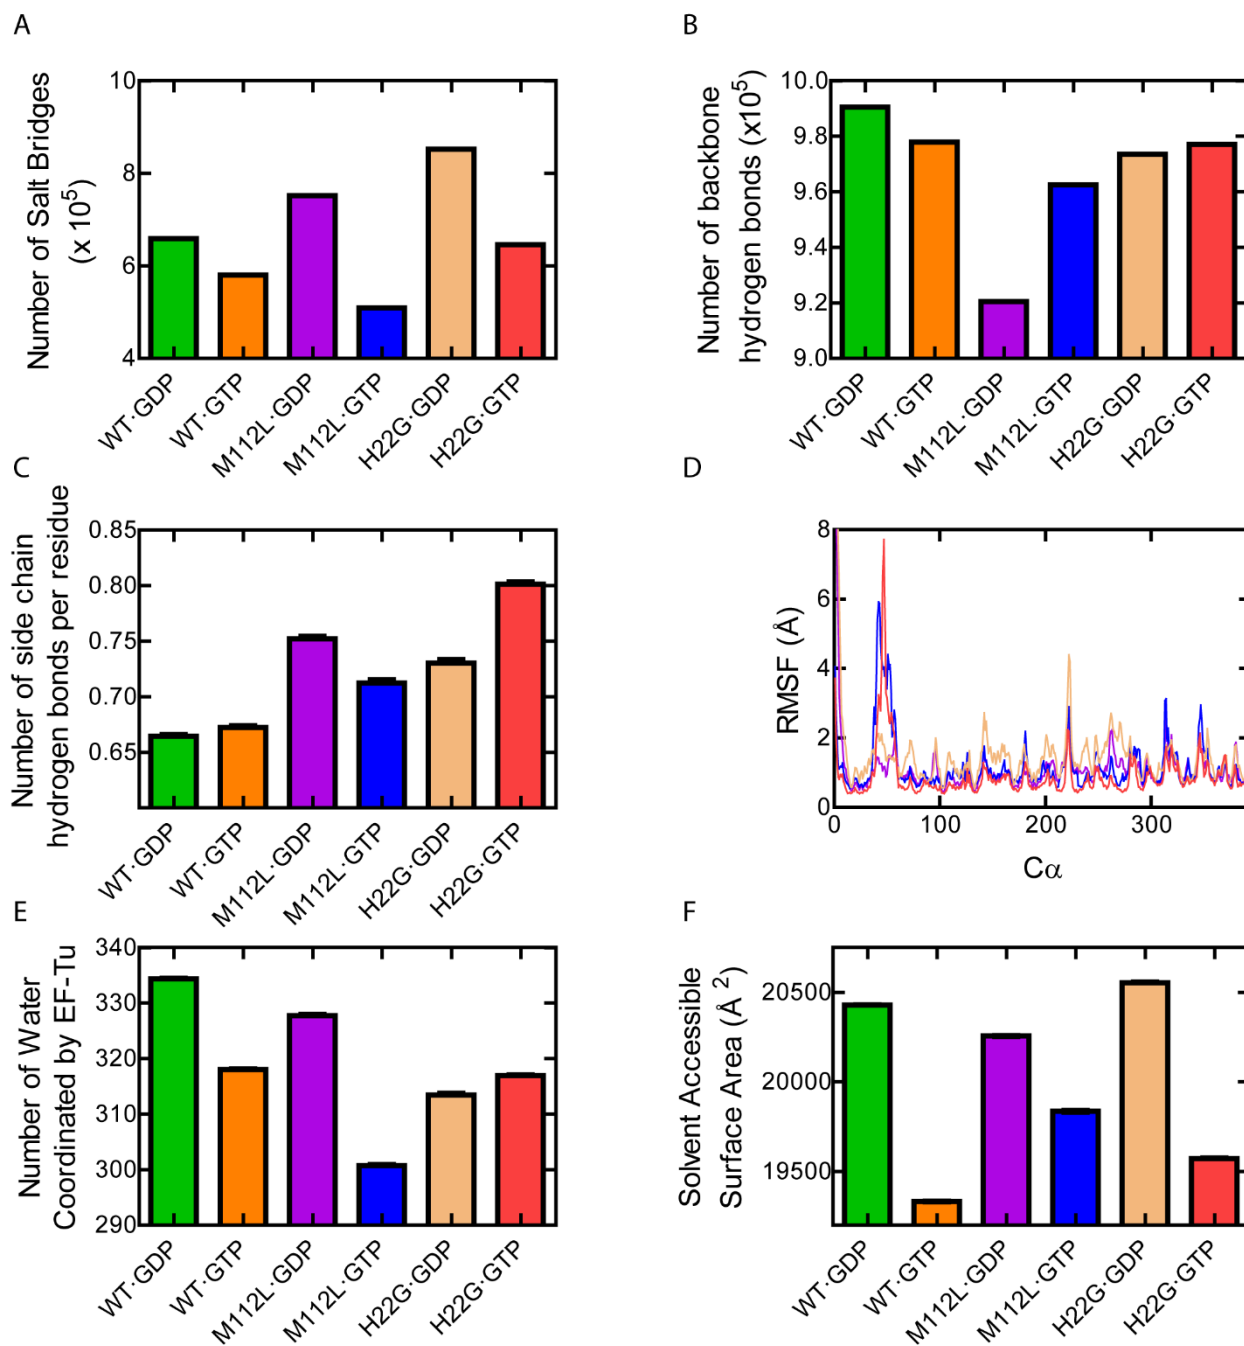 A
Number of Salt Bridges
(x 10⁵)
10
8
6
4
WT·GDP
WT·GTP
M112L·GDP
M112L·GTP
H22G·GDP
H22G·GTP
B
Number of backbone
hydrogen bonds (x10⁵)
10.0
9.8
9.6
9.4
9.2
9.0
WT·GDP
WT·GTP
M112L·GDP
M112L·GTP
H22G·GDP
H22G·GTP
C
Number of side chain
hydrogen bonds per residue
0.85
0.80
0.75
0.70
0.65
WT·GDP
WT·GTP
M112L·GDP
M112L·GTP
H22G·GDP
H22G·GTP
D
RMSF (Å)
8
6
4
2
0
0
100
200
300
Cα
E
Number of Water
Coordinated by EF-Tu
340
330
320
310
300
290
WT·GDP
WT·GTP
M112L·GDP
M112L·GTP
H22G·GDP
H22G·GTP
F
Solvent Accessible
Surface Area (Å ²)
20500
20000
19500
WT·GDP
WT·GTP
M112L·GDP
M112L·GTP
H22G·GDP
H22G·GTP